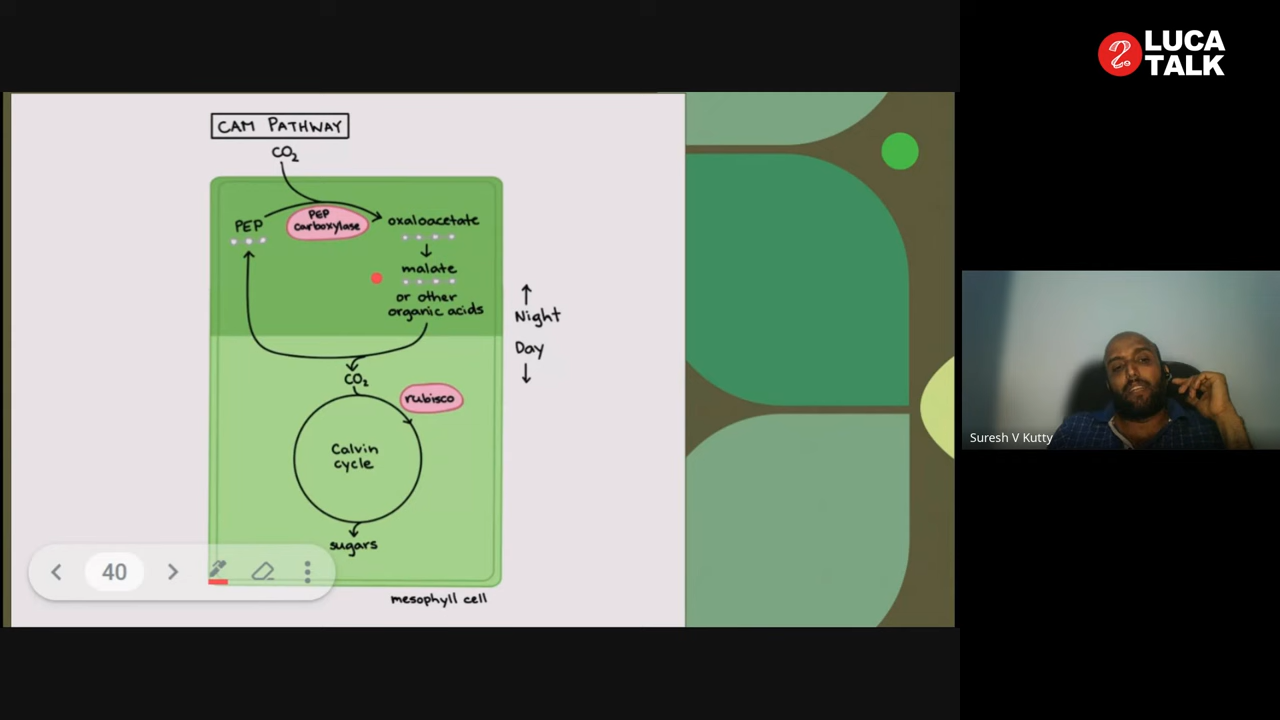 LUCA
TALK
CAM PATHWAY
CO₂
PEP
PEP
carboxylase
oxaloacetate
malate
or other
organic acids
Night
Day
CO₂
rubisco
Calvin
cycle
sugars
mesophyll cell
40
Suresh V Kutty